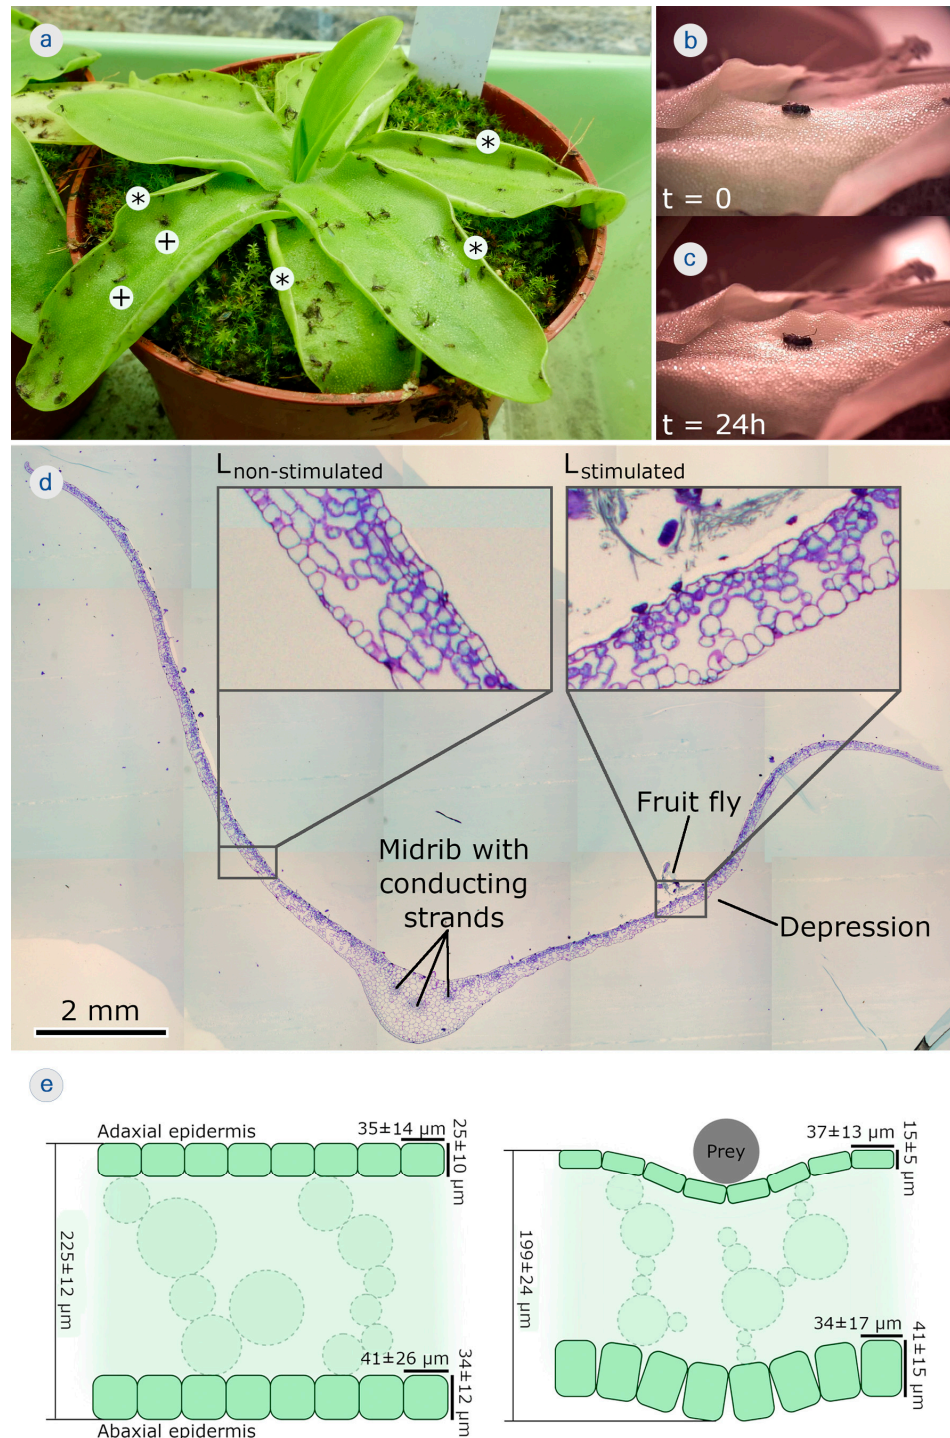 a
b
t = 0
c
t = 24h
*
*
+
*
*
+
d
Lnon-stimulated
Lstimulated
Fruit fly
Midrib with
conducting
strands
Depression
2 mm
e
Adaxial epidermis
35±14 µm
25±10 µm
225±12 µm
41±26 µm
34±12 µm
Abaxial epidermis
Prey
37±13 µm
15±5 µm
199±24 µm
34±17 µm
41±15 µm